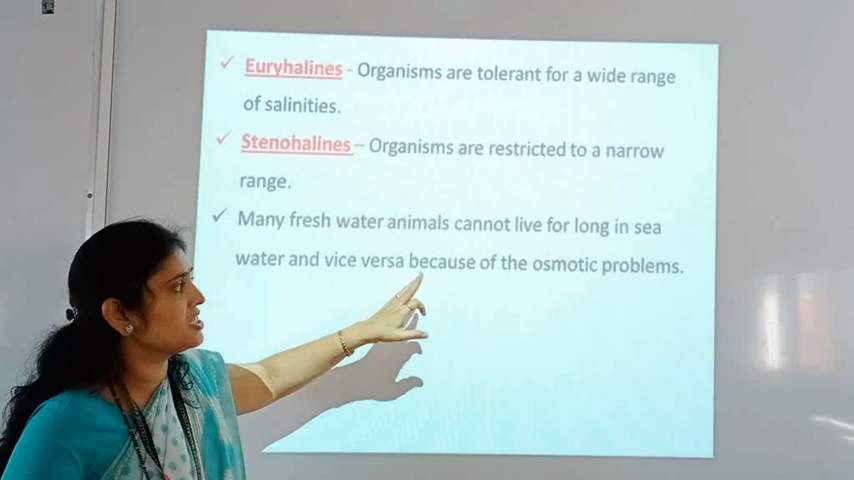 ✓ Euryhalines - Organisms are tolerant for a wide range
of salinities.
✓ Stenohalines – Organisms are restricted to a narrow
range.
✓ Many fresh water animals cannot live for long in sea
water and vice versa because of the osmotic problems.